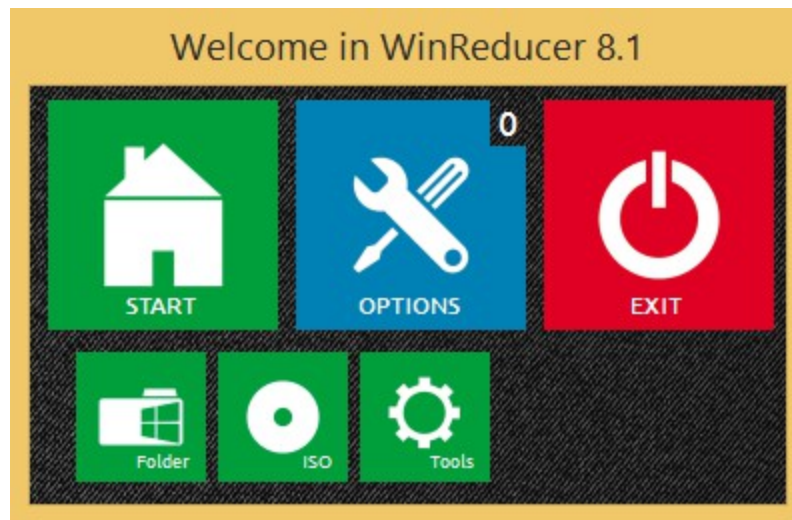 Welcome in WinReducer 8.1
0
START
OPTIONS
EXIT
Folder
ISO
Tools